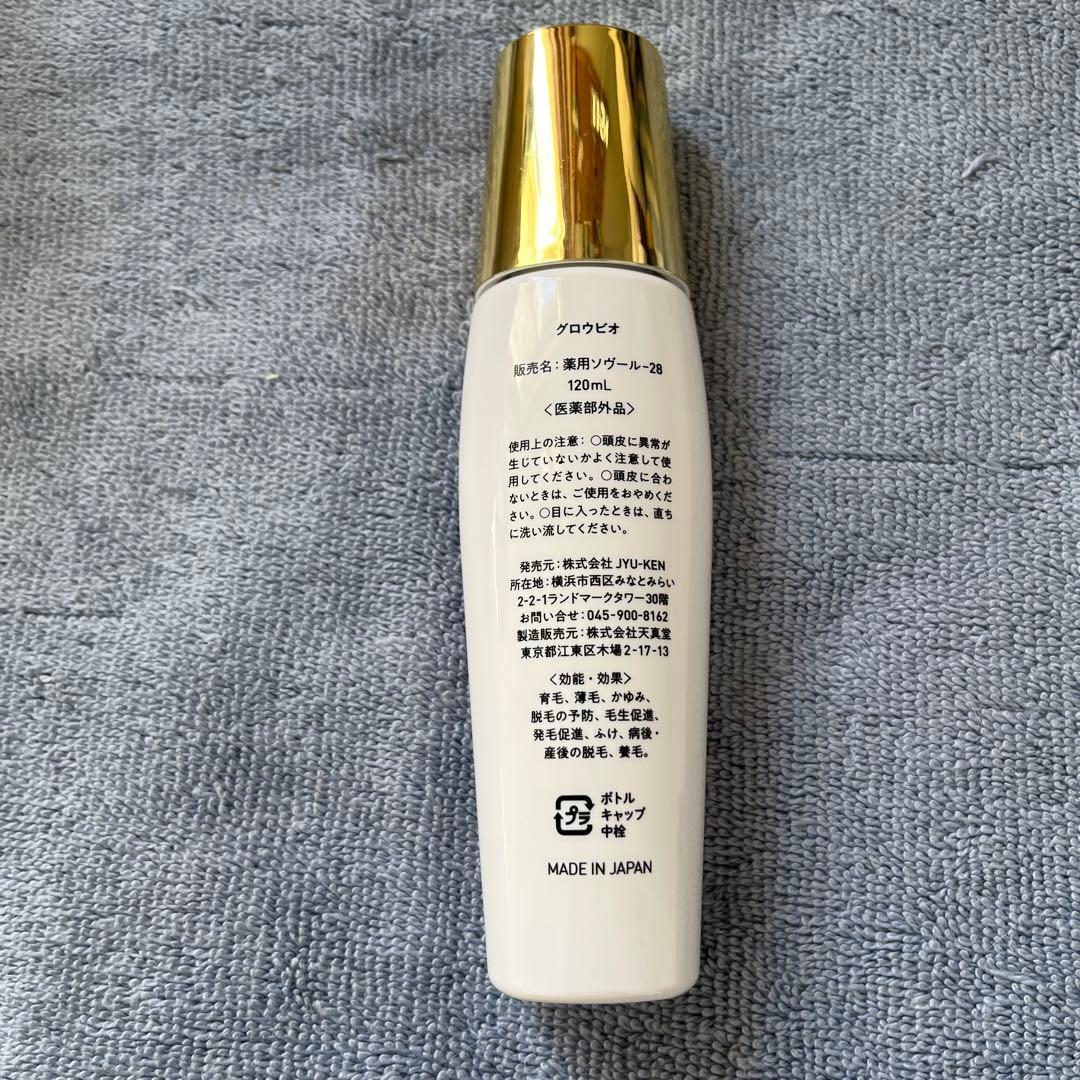 グロウビオ
販売名：薬用ソヴール-28
120mL
＜医薬部外品＞
使用上の注意：○頭皮に異常が
生じていないかよく注意して使
用してください。○頭皮に合わ
ないときは、ご使用をおやめくだ
さい。○目に入ったときは、直ち
に洗い流してください。
発売元：株式会社 JYU-KEN
所在地：横浜市西区みなとみらい
2-2-1ランドマークタワー30階
お問い合せ：045-900-8162
製造販売元：株式会社天真堂
東京都江東区木場2-17-13
＜効能・効果＞
育毛、薄毛、かゆみ、
脱毛の予防、毛生促進、
発毛促進、ふけ、病後・
産後の脱毛、養毛。
プラ
ボトル
キャップ
中栓
MADE IN JAPAN